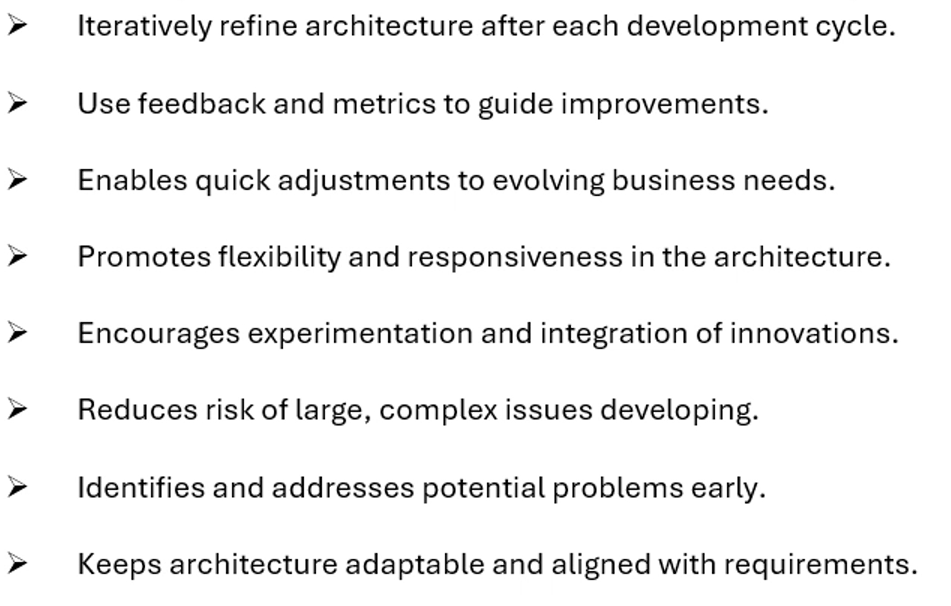 ➢ Iteratively refine architecture after each development cycle.
➢ Use feedback and metrics to guide improvements.
➢ Enables quick adjustments to evolving business needs.
➢ Promotes flexibility and responsiveness in the architecture.
➢ Encourages experimentation and integration of innovations.
➢ Reduces risk of large, complex issues developing.
➢ Identifies and addresses potential problems early.
➢ Keeps architecture adaptable and aligned with requirements.